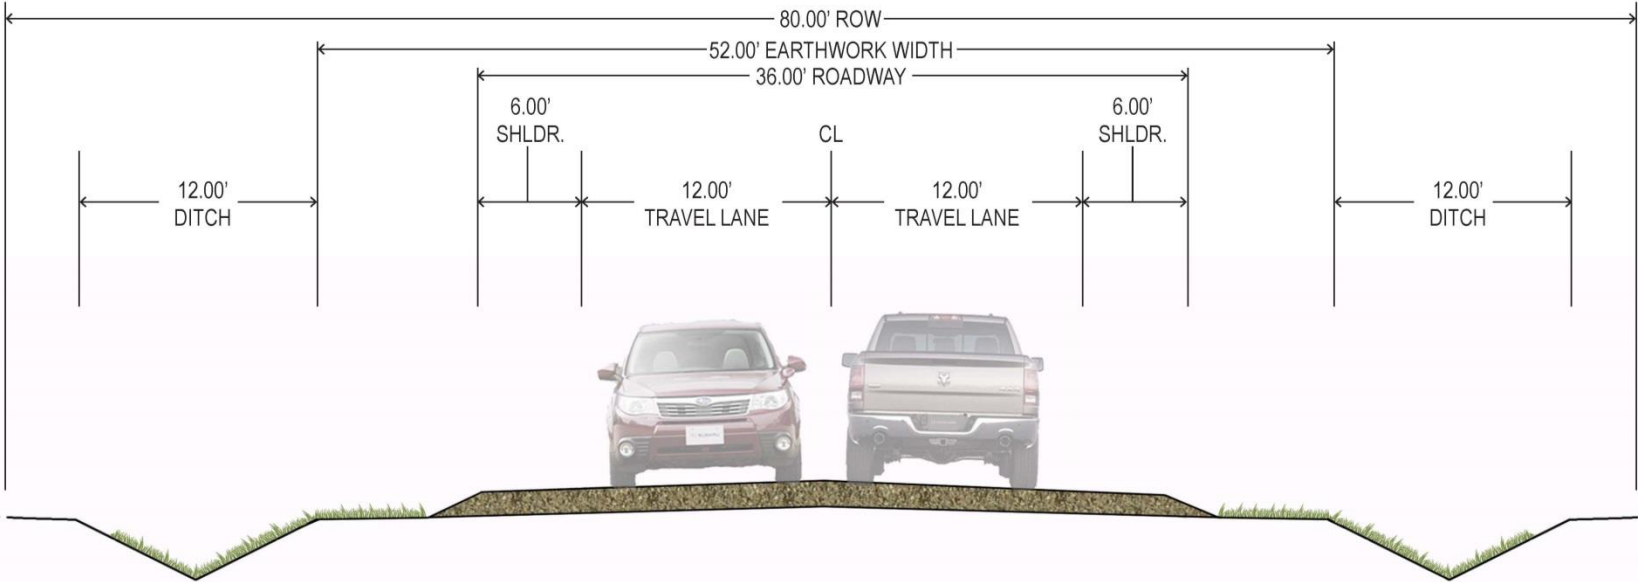 80.00' ROW
52.00' EARTHWORK WIDTH
36.00' ROADWAY
6.00'
SHLDR.
CL
6.00'
SHLDR.
12.00'
DITCH
12.00'
TRAVEL LANE
12.00'
TRAVEL LANE
12.00'
DITCH